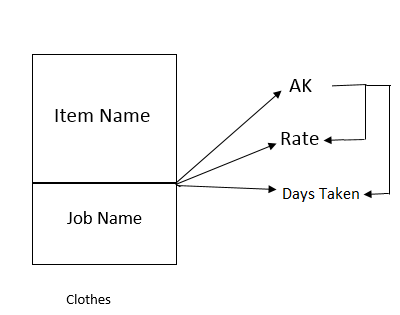 Item Name
AK
Rate
Days Taken
Job Name
Clothes